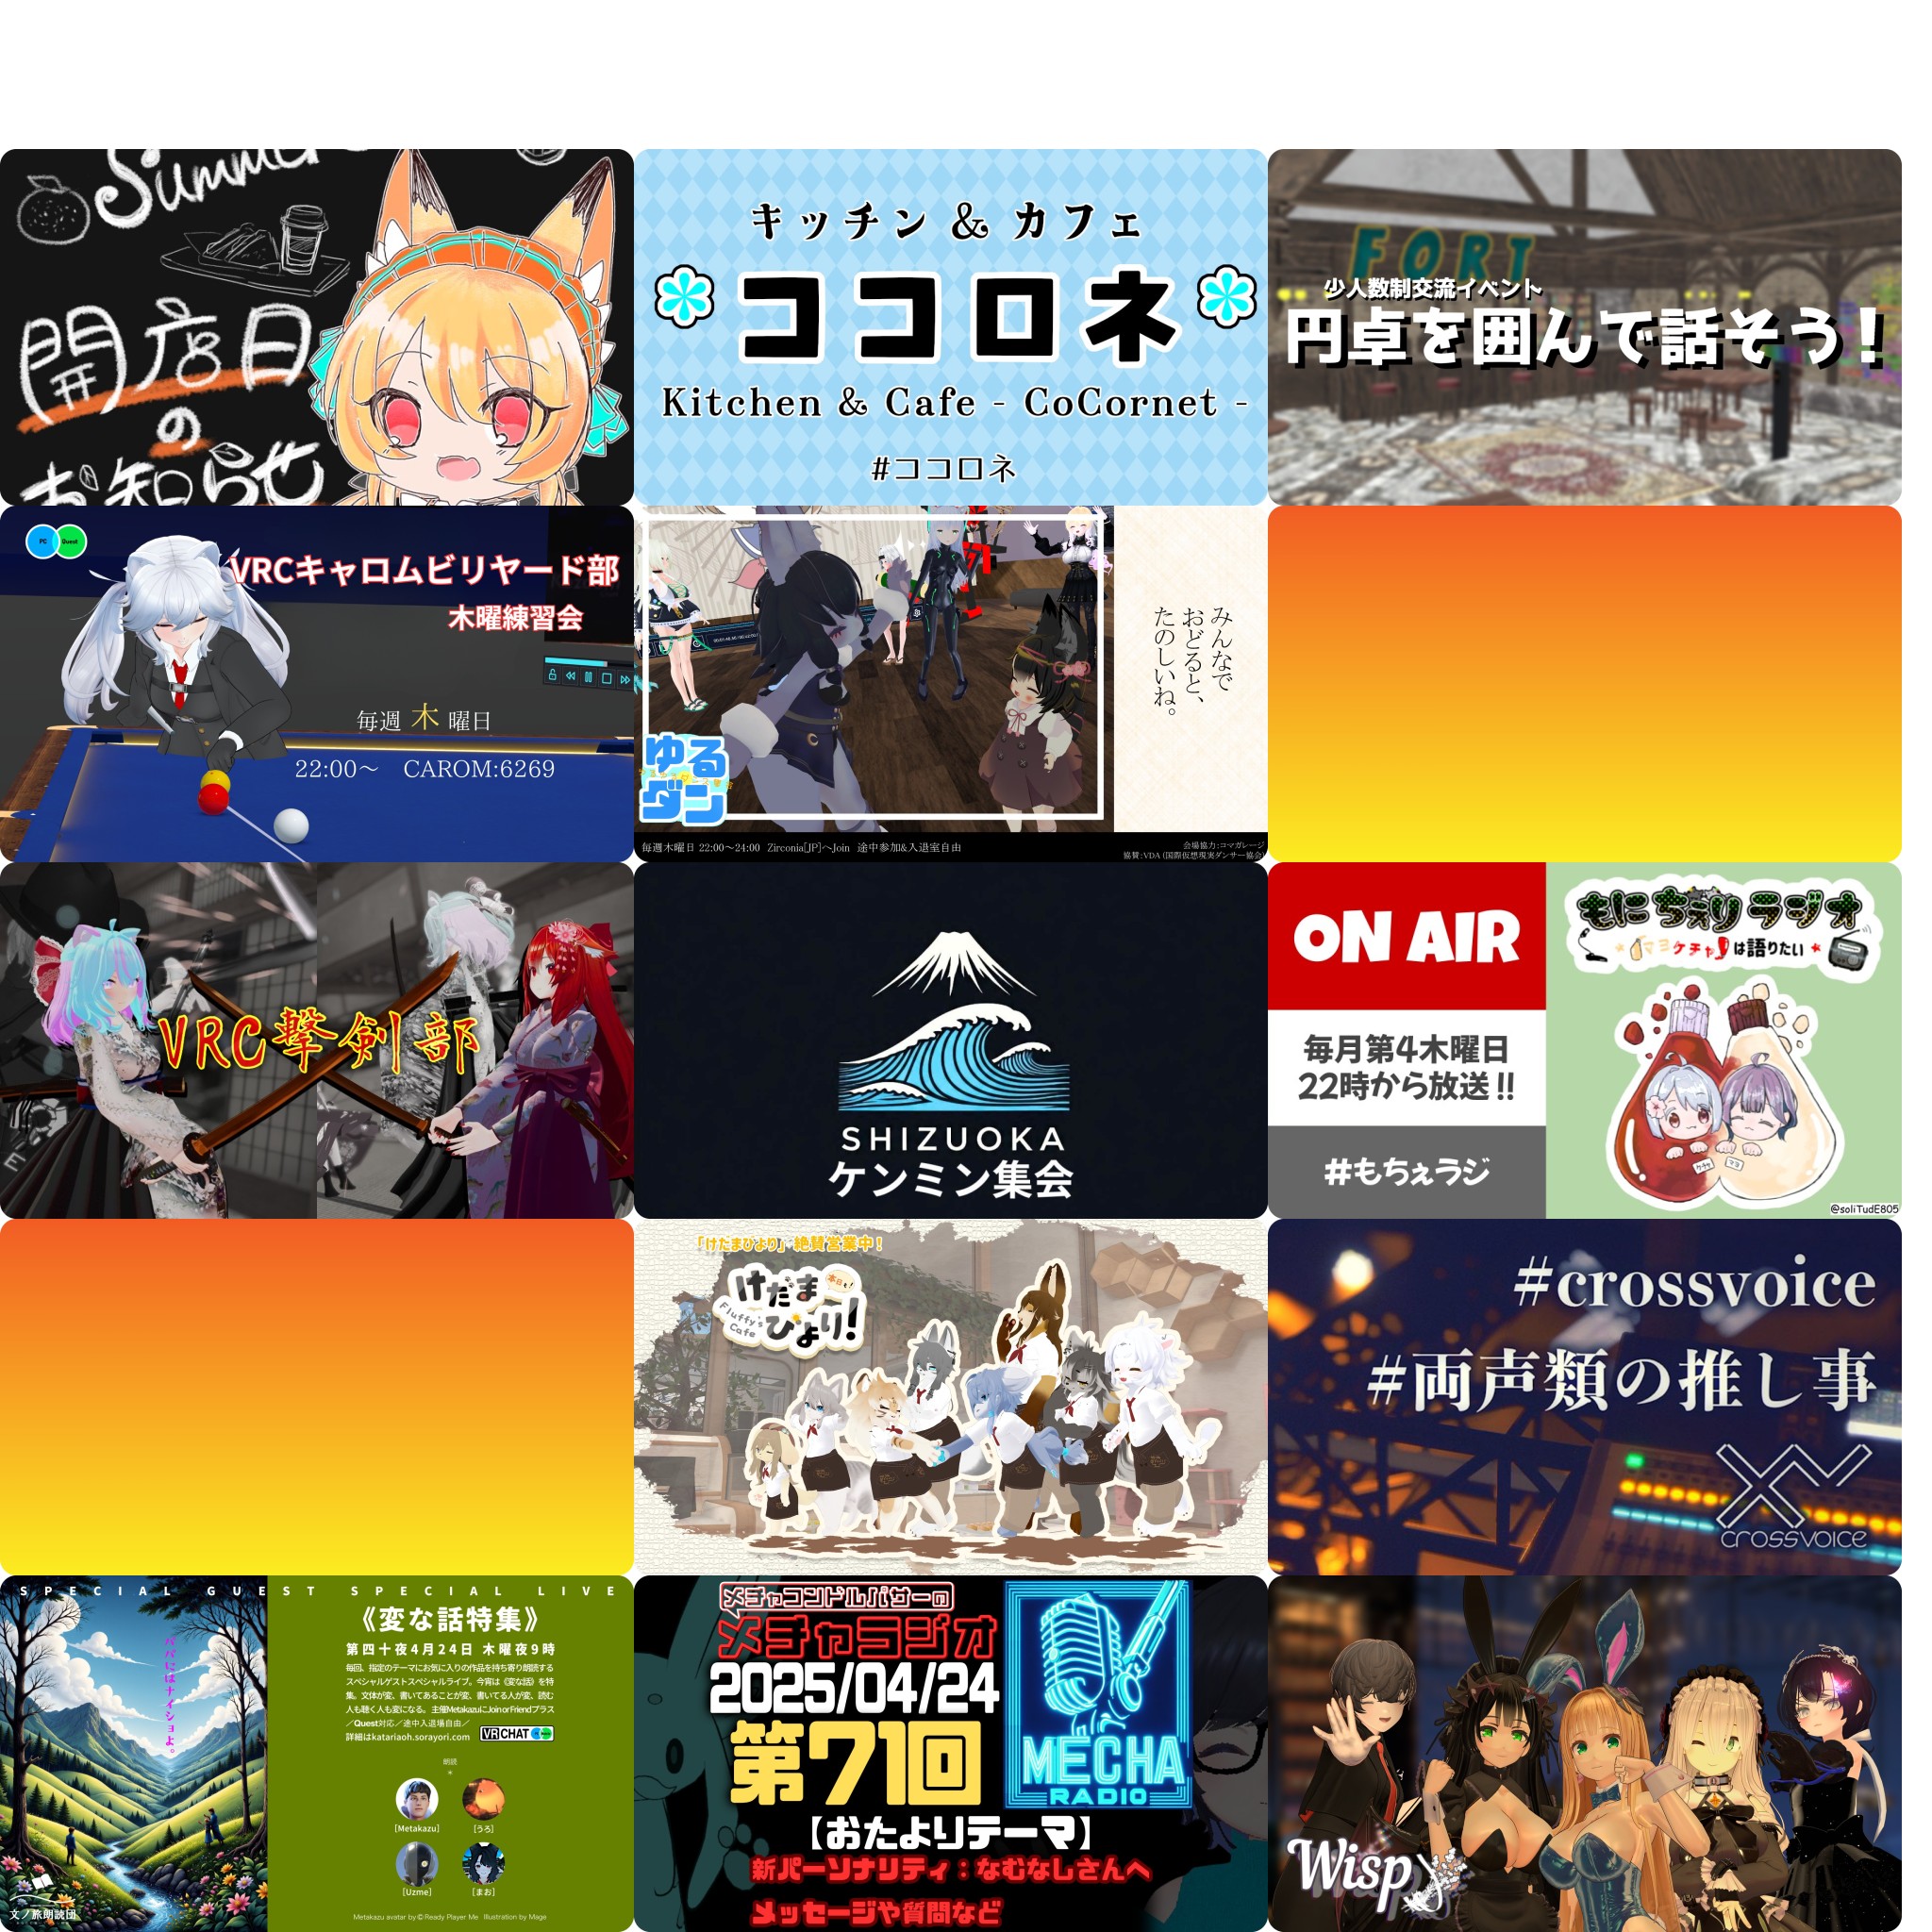 Summer
開店日
の
お知らせ
キッチン & カフェ
ココロネ
Kitchen & Cafe - CoCornet -
#ココロネ
FORT
少人数制交流イベント
円卓を囲んで話そう！
PC Quest
VRCキャロムビリヤード部
木曜練習会
毎週 木 曜日
22:00～ CAROM:6269
みんなで
おどると、
たのしいね。
ゆる
ダン
毎週木曜日 22:00～24:00 Zirconia[JP]へJoin 途中参加&入退室自由
会場協力:コマガレージ
協賛:VDA (国際仮想現実ダンサー協会)
VRC撃剣部
SHIZUOKA
ケンミン集会
ON AIR
毎月第4木曜日
22時から放送!!
#もちぇラジ
もにちぇりラジオ
マヨケチャは語りたい
ケチャ
マヨ
@soliTudE805
「けたまひより」絶賛営業中！
けだま
本日も!
びより!
Fluffy's
Cafe
#crossvoice
#両声類の推し事
crossvoice
SPECIAL GUEST SPECIAL LIVE
パパにはナイショよ。
文ノ旅朗読団
《変な話特集》
第四十夜4月24日 木曜夜9時
毎回、指定のテーマにお気に入りの作品を持ち寄り朗読する
スペシャルゲストスペシャルライブ。今宵は《変な話》を特
集。文体が変、書いてあることが変、書いてる人が変、読む
人も聴く人も変になる。 主催MetakazuにJoin or Friendプラス
／Quest対応／途中入退場自由／
詳細はkatariaoh.sorayori.com
VRCHAT
朗読
*
[Metakazu]
[うろ]
[Uzme]
[まお]
Metakazu avatar by © Ready Player Me Illustration by Mage
メチャコンドルパサーの
メチャラジオ
2025/04/24
第71回
MECHA
RADIO
【おたよりテーマ】
新パーソナリティ：なむなしさんへ
メッセージや質問など
Wisp